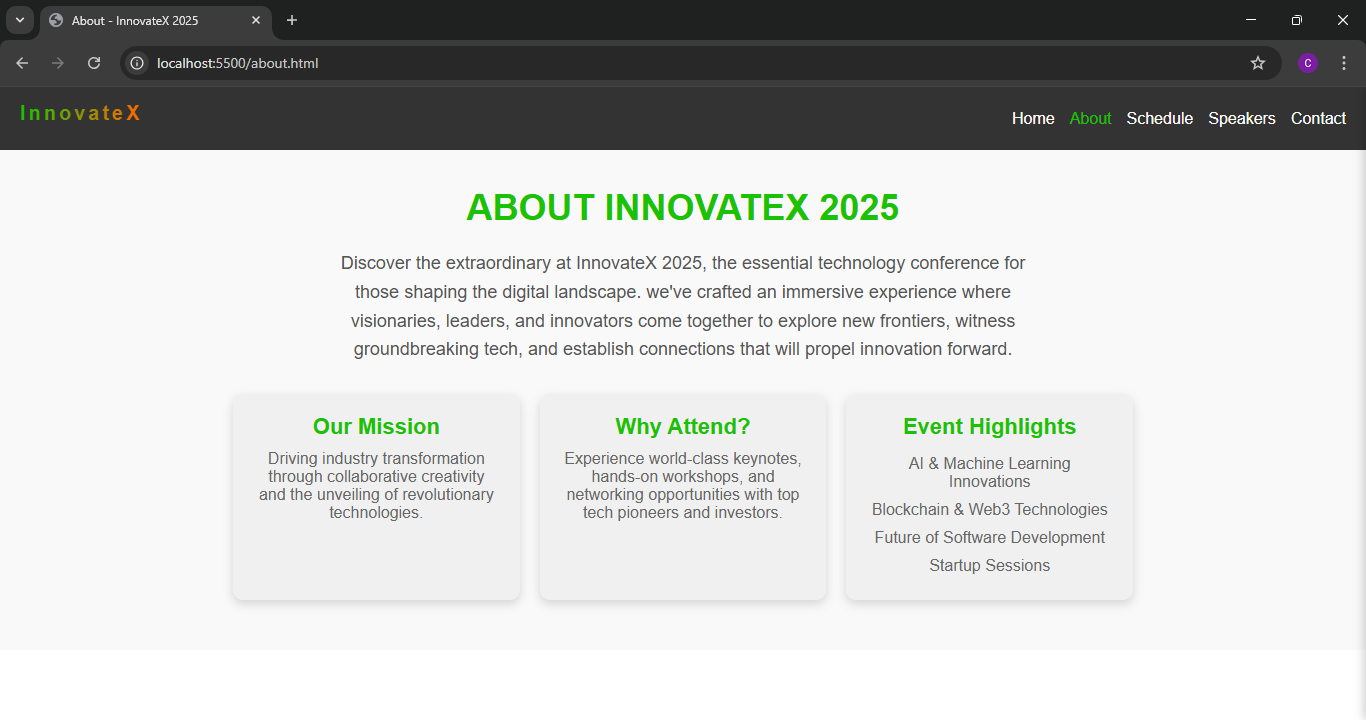 About - InnovateX 2025
localhost:5500/about.html
C
InnovateX
Home About Schedule Speakers Contact
ABOUT INNOVATEX 2025
Discover the extraordinary at InnovateX 2025, the essential technology conference for
those shaping the digital landscape. we've crafted an immersive experience where
visionaries, leaders, and innovators come together to explore new frontiers, witness
groundbreaking tech, and establish connections that will propel innovation forward.
Our Mission
Driving industry transformation
through collaborative creativity
and the unveiling of revolutionary
technologies.
Why Attend?
Experience world-class keynotes,
hands-on workshops, and
networking opportunities with top
tech pioneers and investors.
Event Highlights
AI & Machine Learning
Innovations
Blockchain & Web3 Technologies
Future of Software Development
Startup Sessions